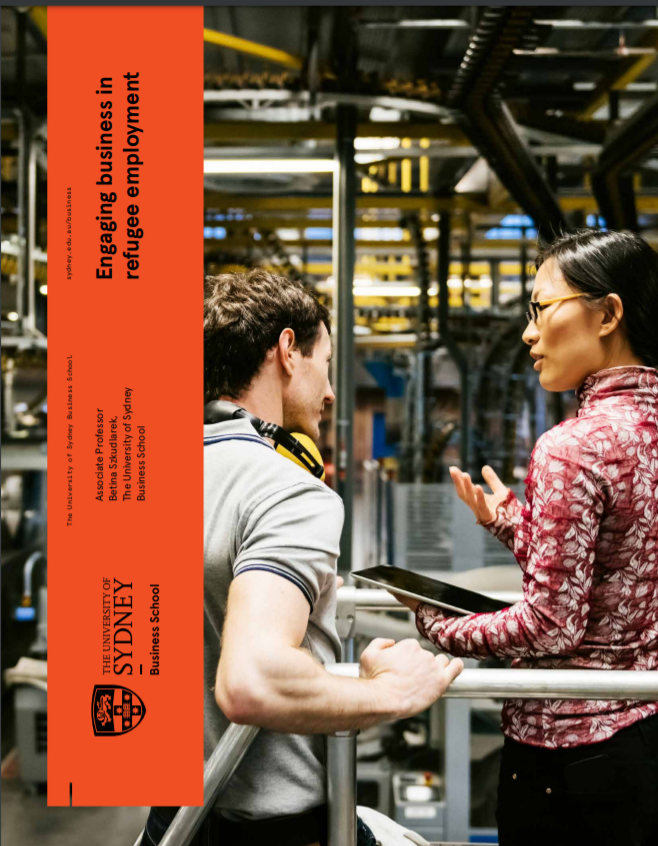 Engaging business in
refugee employment
sydney.edu.au/business
Associate Professor
Betina Szkudlarek,
The University of Sydney
Business School
The University of Sydney Business School
THE UNIVERSITY OF
SYDNEY
Business School